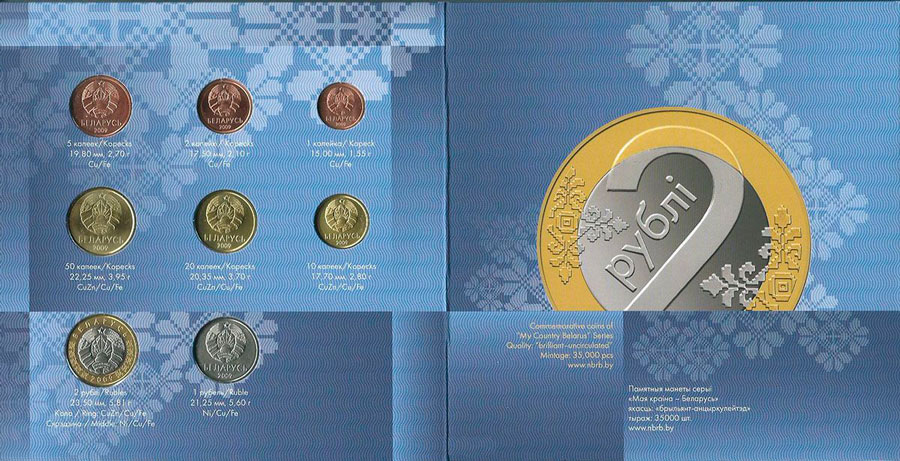 БЕЛАРУСЬ
2009
БЕЛАРУСЬ
2009
БЕЛАРУСЬ
2009
5 капеек/Kopecks
19,80 мм, 2,70 г
Cu/Fe
2 капейкі/Kopecks
17,50 мм, 2,10 г
Cu/Fe
1 капейка/Kopeck
15,00 мм, 1,55 г
Cu/Fe
БЕЛАРУСЬ
2009
БЕЛАРУСЬ
2009
БЕЛАРУСЬ
2009
50 капеек/Kopecks
22,25 мм, 3,95 г
CuZn/Cu/Fe
20 капеек/Kopecks
20,35 мм, 3,70 г
CuZn/Cu/Fe
10 капеек/Kopecks
17,70 мм, 2,80 г
CuZn/Cu/Fe
БЕЛАРУСЬ
2009
БЕЛАРУСЬ
2009
2 рублі/Rubles
23,50 мм, 5,81 г
Кола / Ring: CuZn/Cu/Fe
Сярэдзіна / Middle: Ni/Cu/Fe
1 рубель/Ruble
21,25 мм, 5,60 г
Ni/Cu/Fe
2 рублі
Commemorative coins of
"My Country Belarus" Series
Quality: "brilliant-uncirculated"
Mintage: 35,000 pcs
www.nbrb.by
Памятныя манеты серыі
«Мая краіна – Беларусь»
якасць: «брыльянт-анцыркулейтэд»
тыраж: 35000 шт.
www.nbrb.by